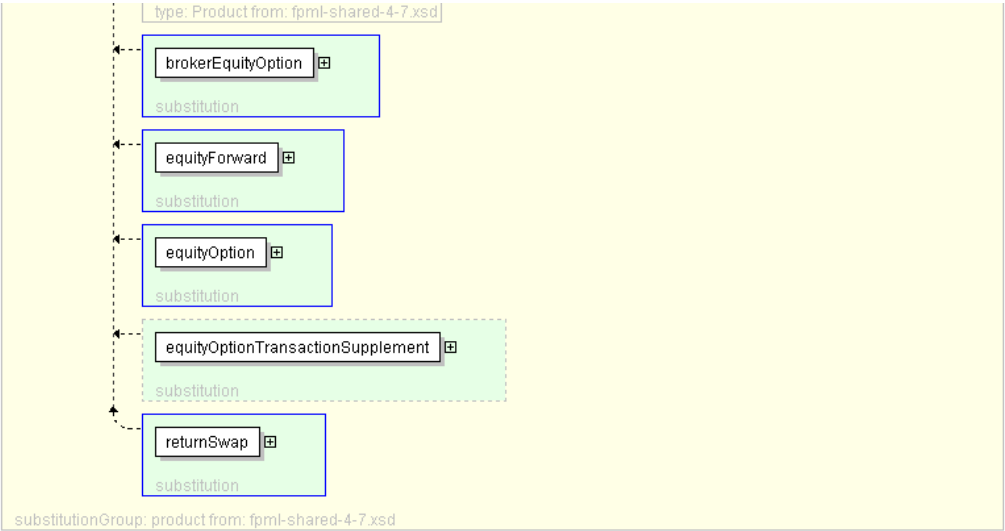 type: Product from: fpml-shared-4-7.xsd
brokerEquityOption
substitution
equityForward
substitution
equityOption
substitution
equityOptionTransactionSupplement
substitution
returnSwap
substitution
substitutionGroup: product from: fpml-shared-4-7.xsd